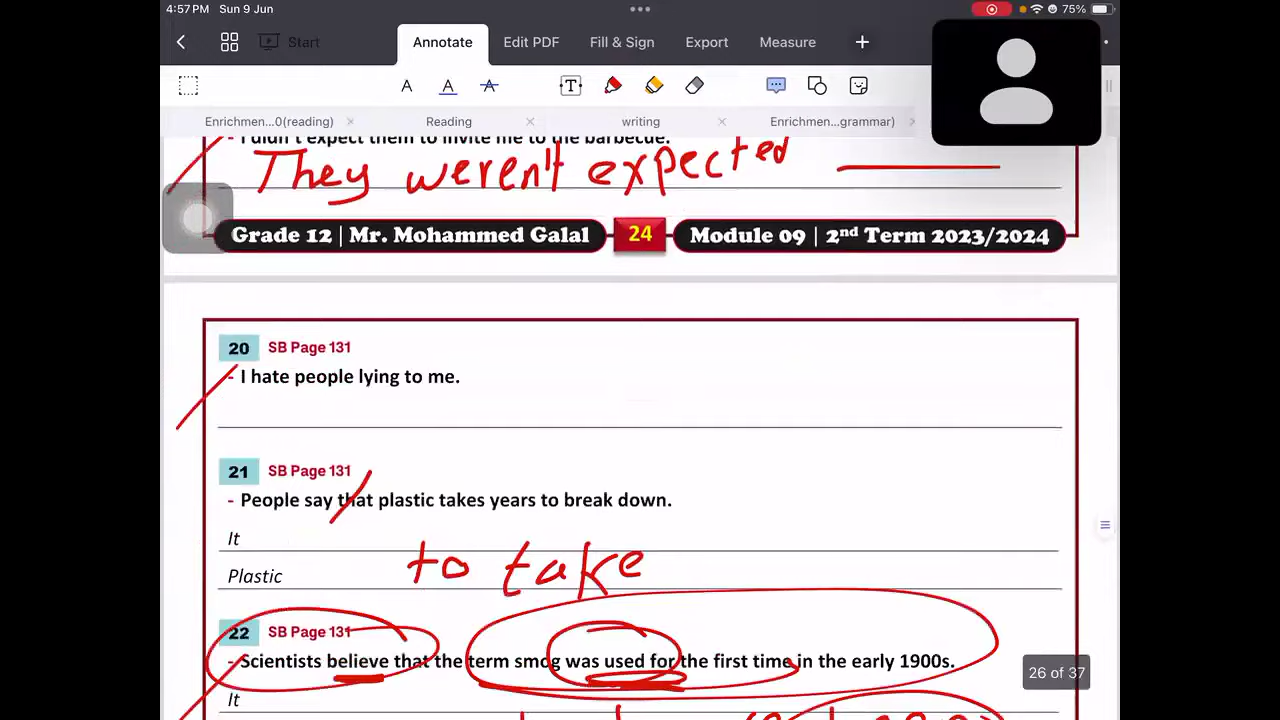 4:57PM Sun 9 Jun
75%
Start
Annotate Edit PDF Fill & Sign Export Measure
A A A T
Enrichmen...0(reading) Reading writing Enrichmen...grammar)
- I didn't expect them to invite me to the barbecue.
They weren't expected
Grade 12 | Mr. Mohammed Galal 24 Module 09 | 2nd Term 2023/2024
20 SB Page 131
- I hate people lying to me.
21 SB Page 131
- People say that plastic takes years to break down.
It
Plastic to take
22 SB Page 131
- Scientists believe that the term smog was used for the first time in the early 1900s.
26 of 37
It